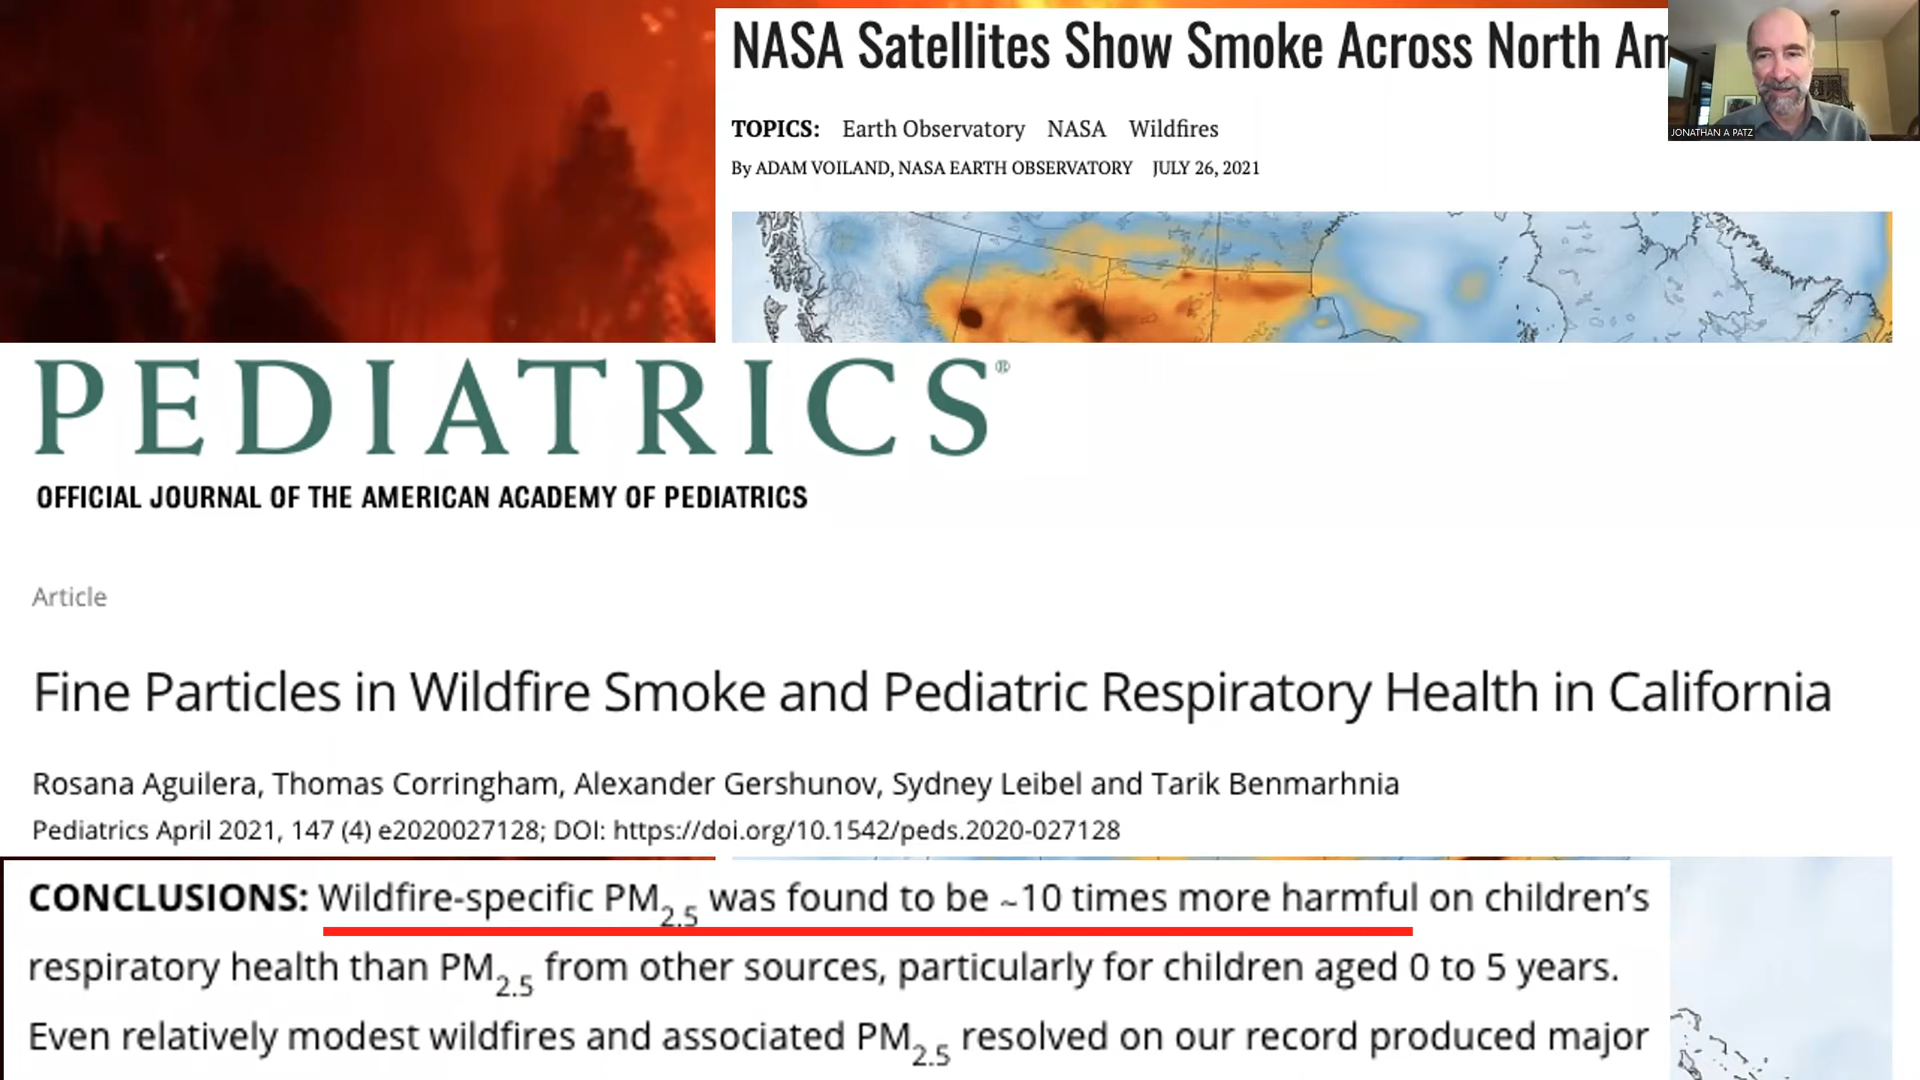 NASA Satellites Show Smoke Across North Am
TOPICS: Earth Observatory NASA Wildfires
By ADAM VOILAND, NASA EARTH OBSERVATORY JULY 26, 2021
JONATHAN A PATZ
PEDIATRICS®
OFFICIAL JOURNAL OF THE AMERICAN ACADEMY OF PEDIATRICS
Article
Fine Particles in Wildfire Smoke and Pediatric Respiratory Health in California
Rosana Aguilera, Thomas Corringham, Alexander Gershunov, Sydney Leibel and Tarik Benmarhnia
Pediatrics April 2021, 147 (4) e2020027128; DOI: https://doi.org/10.1542/peds.2020-027128
CONCLUSIONS: Wildfire-specific PM2.5 was found to be ~10 times more harmful on children’s
respiratory health than PM2.5 from other sources, particularly for children aged 0 to 5 years.
Even relatively modest wildfires and associated PM2.5 resolved on our record produced major